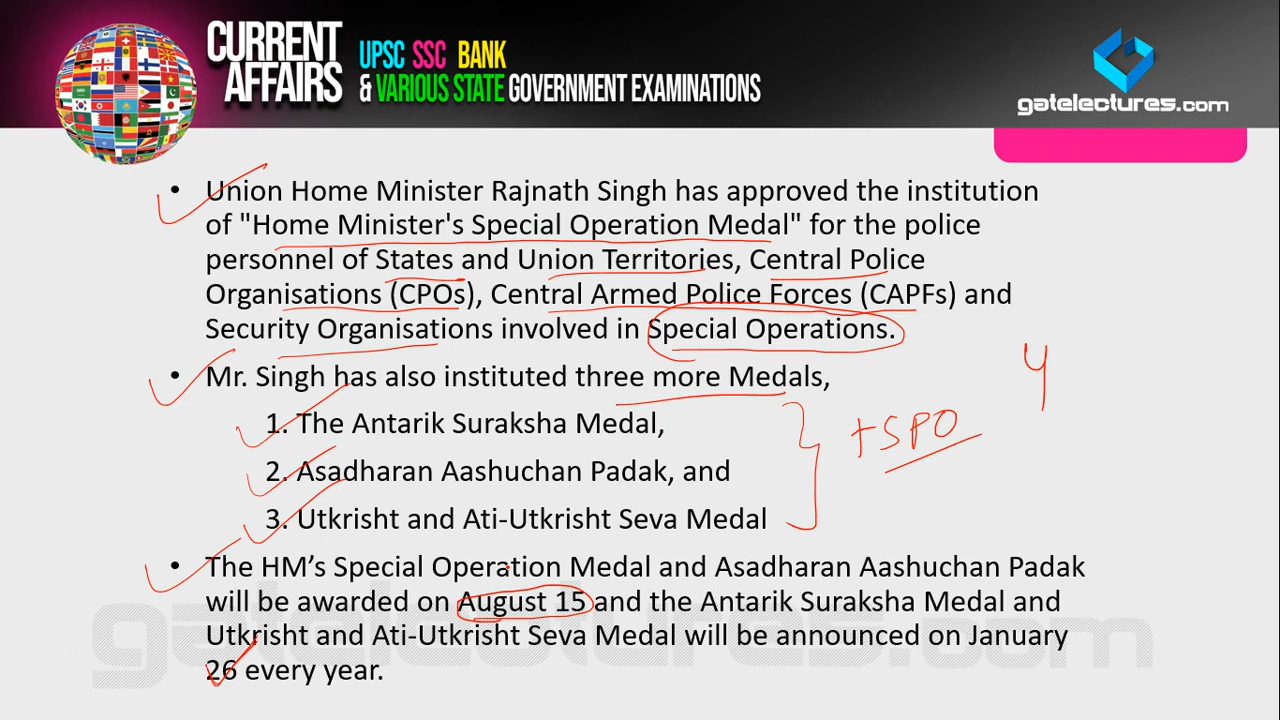 CURRENT
AFFAIRS
UPSC SSC BANK
& VARIOUS STATE GOVERNMENT EXAMINATIONS
gatelectures.com
• Union Home Minister Rajnath Singh has approved the institution
of "Home Minister's Special Operation Medal" for the police
personnel of States and Union Territories, Central Police
Organisations (CPOs), Central Armed Police Forces (CAPFs) and
Security Organisations involved in Special Operations.
• Mr. Singh has also instituted three more Medals,
1. The Antarik Suraksha Medal,
2. Asadharan Aashuchan Padak, and
3. Utkrisht and Ati-Utkrisht Seva Medal
+SPO
4
• The HM’s Special Operation Medal and Asadharan Aashuchan Padak
will be awarded on August 15 and the Antarik Suraksha Medal and
Utkrisht and Ati-Utkrisht Seva Medal will be announced on January
26 every year.
gatelectures.com